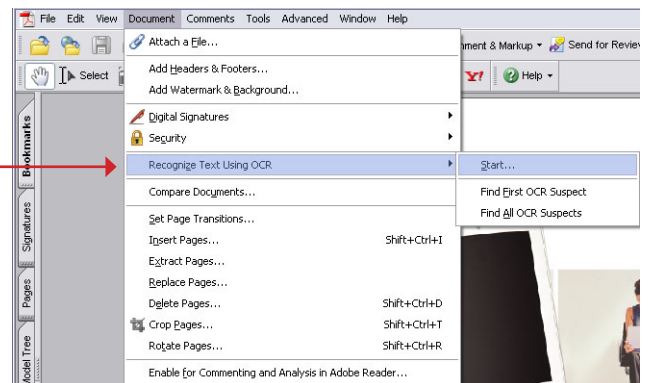 File Edit View Document Comments Tools Advanced Window Help
Attach a File...
Add Headers & Footers...
Add Watermark & Background...
Digital Signatures
Security
Recognize Text Using OCR
Compare Documents...
Set Page Transitions...
Insert Pages... Shift+Ctrl+I
Extract Pages...
Replace Pages...
Delete Pages... Shift+Ctrl+D
Crop Pages... Shift+Ctrl+T
Rotate Pages... Shift+Ctrl+R
Enable for Commenting and Analysis in Adobe Reader...
Start...
Find First OCR Suspect
Find All OCR Suspects
& Markup Send for
Select
Y! Help
Bookmarks
Signatures
Pages
Model Tree